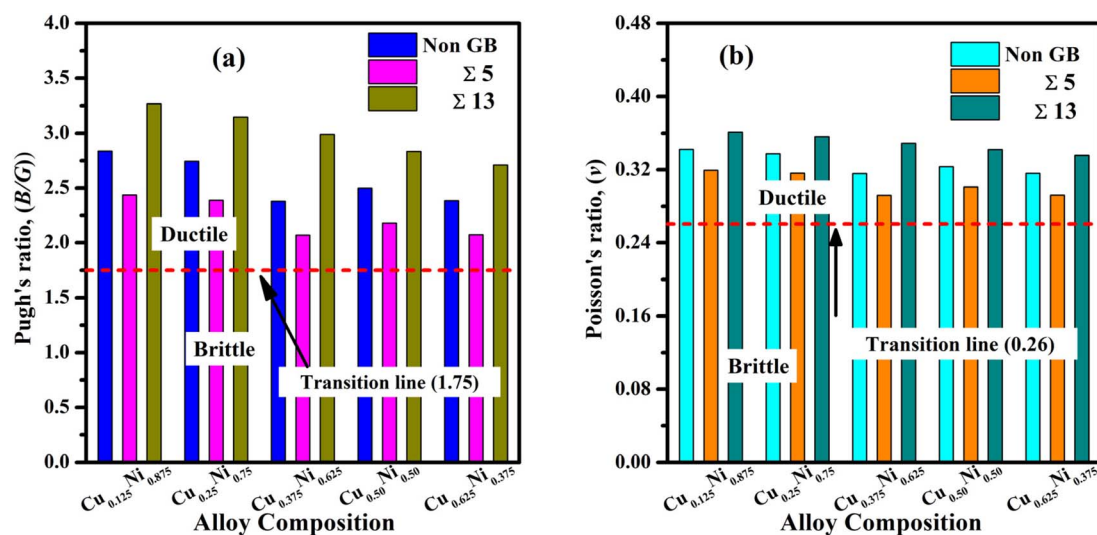 (a)
Non GB
Σ 5
Σ 13
4.0
3.5
3.0
2.5
2.0
1.5
1.0
0.5
0.0
Pugh's ratio, (B/G))
Ductile
Brittle
Transition line (1.75)
Cu0.125Ni0.875
Cu0.25Ni0.75
Cu0.375Ni0.625
Cu0.50Ni0.50
Cu0.625Ni0.375
Alloy Composition
(b)
Non GB
Σ 5
Σ 13
0.48
0.40
0.32
0.24
0.16
0.08
0.00
Poisson's ratio, (ν)
Ductile
Transition line (0.26)
Brittle
Cu0.125Ni0.875
Cu0.25Ni0.75
Cu0.375Ni0.625
Cu0.50Ni0.50
Cu0.625Ni0.375
Alloy Composition